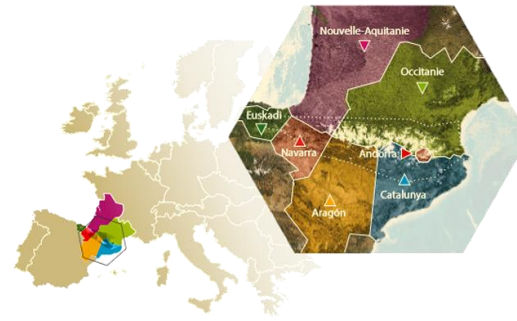 Nouvelle-Aquitanie
Occitanie
Euskadi
Navarra
Andorra
Catalunya
Aragón